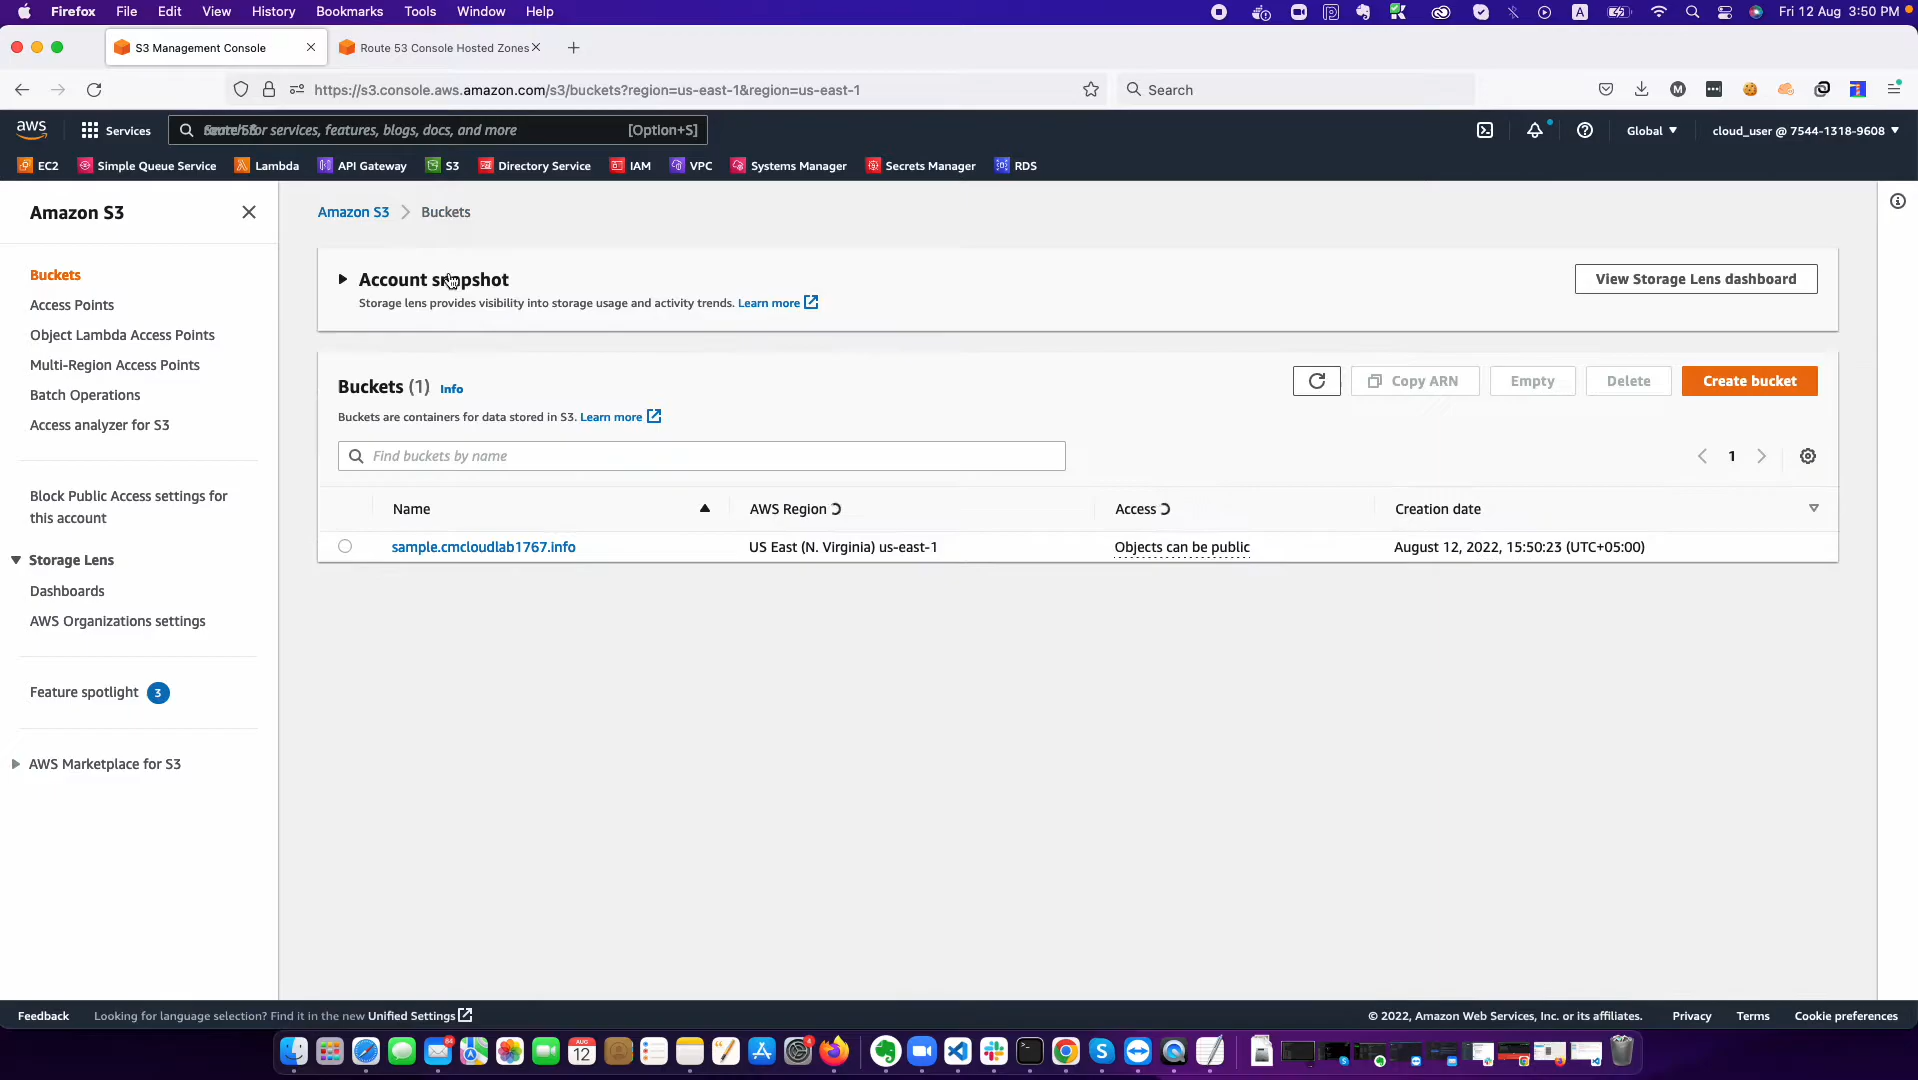 Firefox File Edit View History Bookmarks Tools Window Help Fri 12 Aug 3:50 PM
S3 Management Console Route 53 Console Hosted Zones
https://s3.console.aws.amazon.com/s3/buckets?region=us-east-1&region=us-east-1 Search
aws Services for services, features, blogs, docs, and more [Option+S] Global cloud_user @ 7544-1318-9608
EC2 Simple Queue Service Lambda API Gateway S3 Directory Service IAM VPC Systems Manager Secrets Manager RDS
Amazon S3
Buckets
Access Points
Object Lambda Access Points
Multi-Region Access Points
Batch Operations
Access analyzer for S3
Block Public Access settings for
this account
Storage Lens
Dashboards
AWS Organizations settings
Feature spotlight 3
AWS Marketplace for S3
Amazon S3 Buckets
Account snapshot
View Storage Lens dashboard
Storage lens provides visibility into storage usage and activity trends. Learn more
Buckets (1) Info
Copy ARN Empty Delete Create bucket
Buckets are containers for data stored in S3. Learn more
Find buckets by name
1
Name AWS Region Access Creation date
sample.cmcloudlab1767.info US East (N. Virginia) us-east-1 Objects can be public August 12, 2022, 15:50:23 (UTC+05:00)
Feedback Looking for language selection? Find it in the new Unified Settings © 2022, Amazon Web Services, Inc. or its affiliates. Privacy Terms Cookie preferences
AUG
12